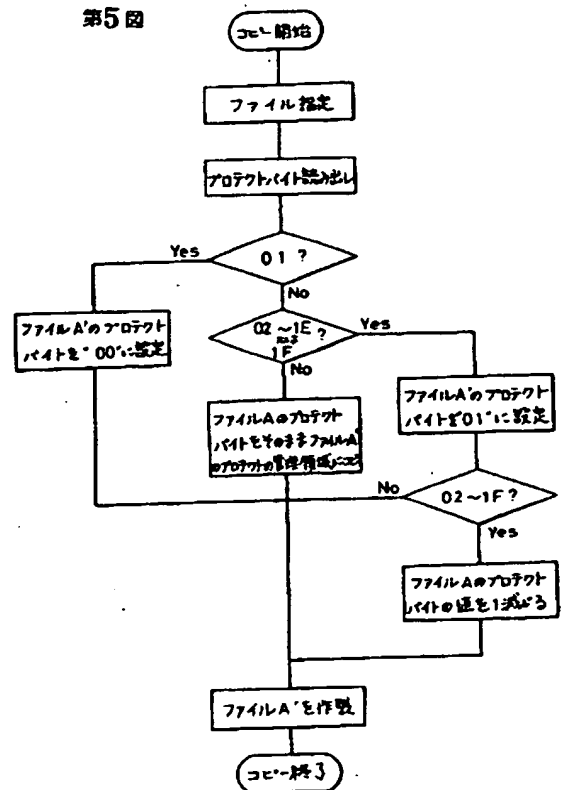 第5図
コピー開始
ファイル指定
プロテクトバイト読み出し
01?
Yes
No
ファイルA'のプロテクト
バイトを"00"に設定
02~1E
1F
?
Yes
No
ファイルAのプロテクト
バイトをそのままファイルA'
のプロテクトの管理領域にコピー
ファイルA'のプロテクト
バイトを"01"に設定
No
02~1F?
Yes
ファイルAのプロテクト
バイトの値を1減ずる
ファイルA'を作製
コピー終了